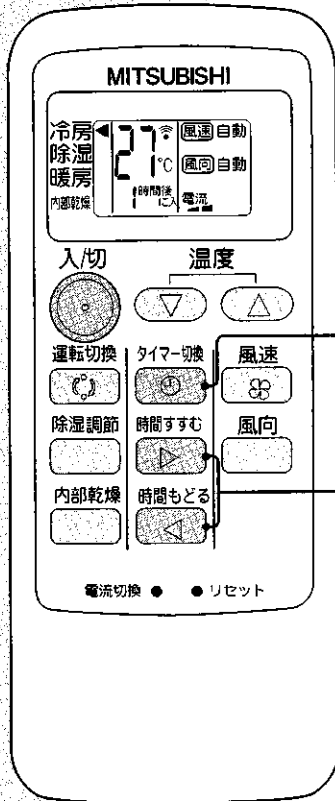 MITSUBISHI
冷房 27℃ 風速 自動
除湿 風向 自動
暖房 1時間後に入 電流
内部乾燥
入/切 温度
運転切換 タイマー切換 風速
除湿調節 時間すすむ 風向
内部乾燥 時間もどる
電流切換 リセット